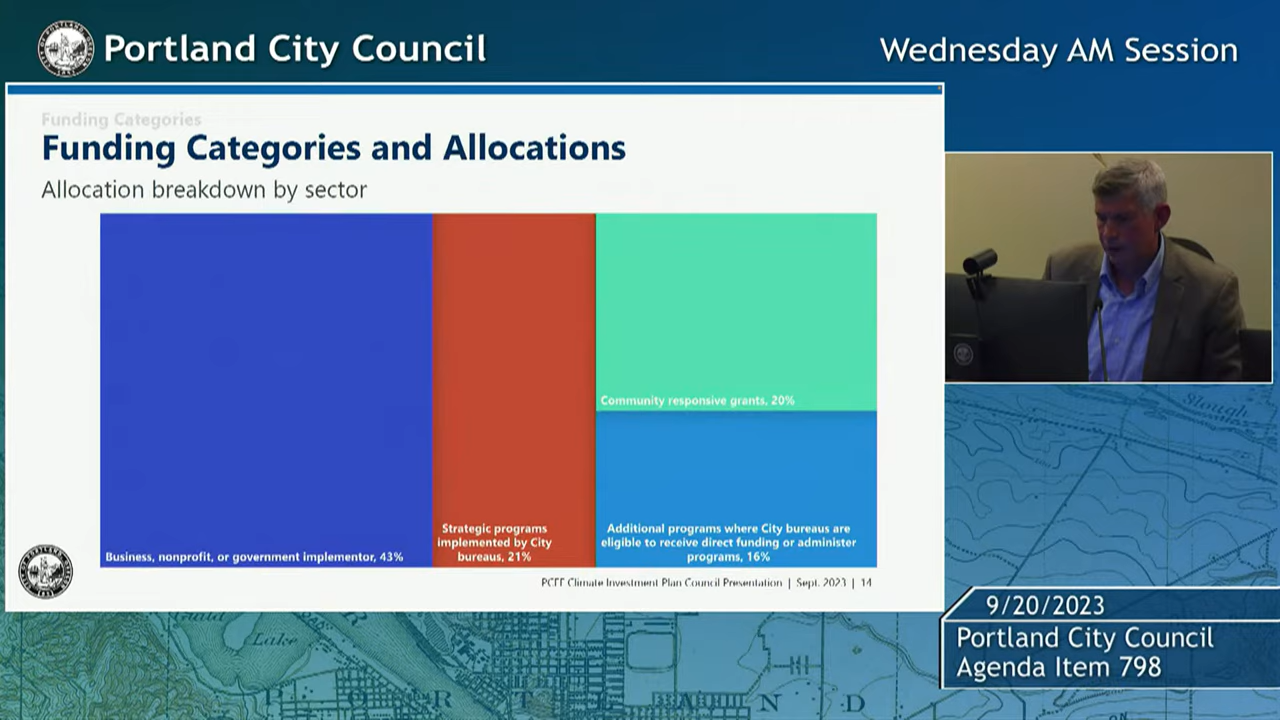 Portland City Council
Wednesday AM Session
Funding Categories
Funding Categories and Allocations
Allocation breakdown by sector
Community responsive grants, 20%
Business, nonprofit, or government implementor, 43%
Strategic programs
implemented by City
bureaus, 21%
Additional programs where City bureaus are
eligible to receive direct funding or administer
programs, 16%
PCEF Climate Investment Plan Council Presentation | Sept. 2023 | 14
Slough
Lake
9/20/2023
Portland City Council
Agenda Item 798